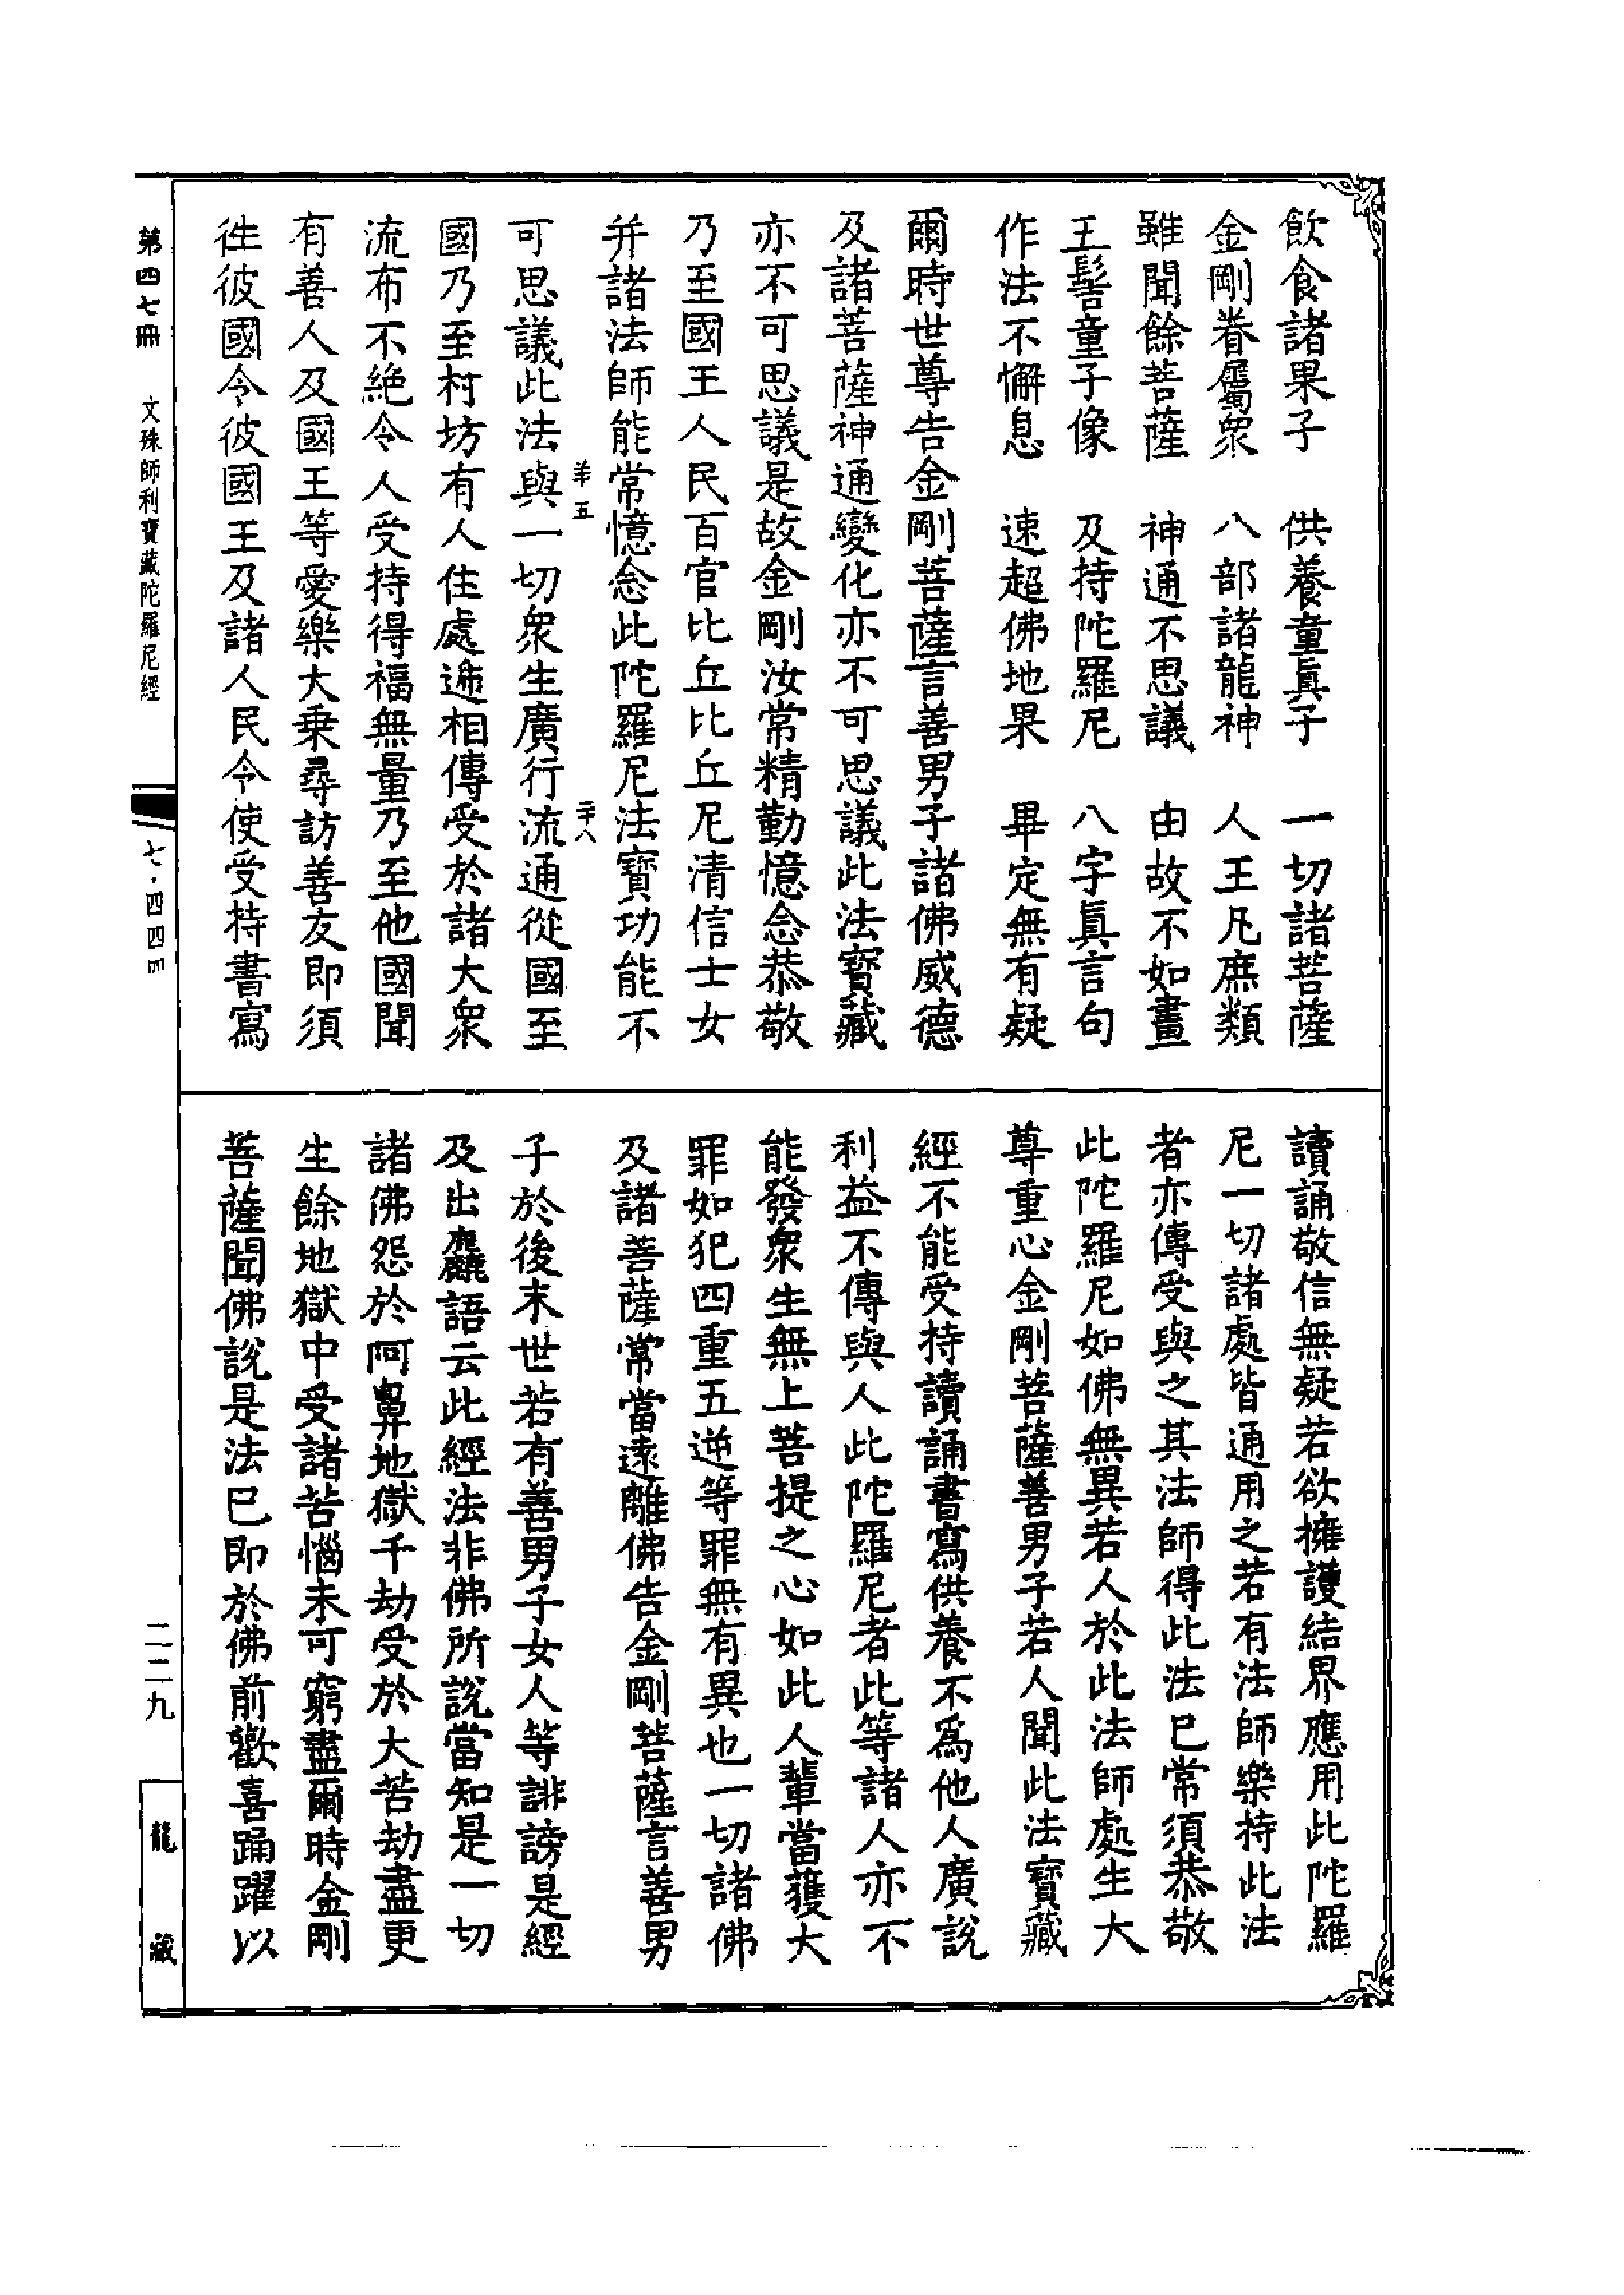 飲食諸果子　供養童眞子　一切諸菩薩
金剛眷屬衆　八部諸龍神　人王凡庶類
雖聞餘菩薩　神通不思議　由故不如畫
王髻童子像　及持陀羅尼　八字眞言句
作法不懈息　速超佛地果　畢定無有疑
爾時世尊告金剛菩薩言善男子諸佛威德
及諸菩薩神通變化亦不可思議此法寶藏
亦不可思議是故金剛汝常精勤憶念恭敬
乃至國王人民百官比丘比丘尼清信士女
并諸法師能常憶念此陀羅尼法寶功能不
羊五　二十八
可思議此法與一切衆生廣行流通從國至
國乃至村坊有人住處遞相傳受於諸大衆
流布不絕令人受持得福無量乃至他國聞
有善人及國王等愛樂大乗尋訪善友即須
徃彼國令彼國王及諸人民令使受持書寫
讀誦敬信無疑若欲擁護結界應用此陀羅
尼一切諸處皆通用之若有法師樂持此法
者亦傳受與之其法師得此法已常須恭敬
此陀羅尼如佛無異若人於此法師處生大
尊重心金剛菩薩善男子若人聞此法寶藏
經不能受持讀誦書寫供養不爲他人廣說
利益不傳與人此陀羅尼者此等諸人亦不
能發衆生無上菩提之心如此人輩當獲大
罪如犯四重五逆等罪無有異也一切諸佛
及諸菩薩常當遠離佛告金剛菩薩言善男
子於後末世若有善男子女人等誹謗是經
及出麤語云此經法非佛所說當知是一切
諸佛怨於阿鼻地獄千劫受於大苦劫盡更
生餘地獄中受諸苦惱未可窮盡爾時金剛
菩薩聞佛說是法已即於佛前歡喜踊躍以
第四七冊　文殊師利寶藏陀羅尼經
七·四四三
二二九
龍藏